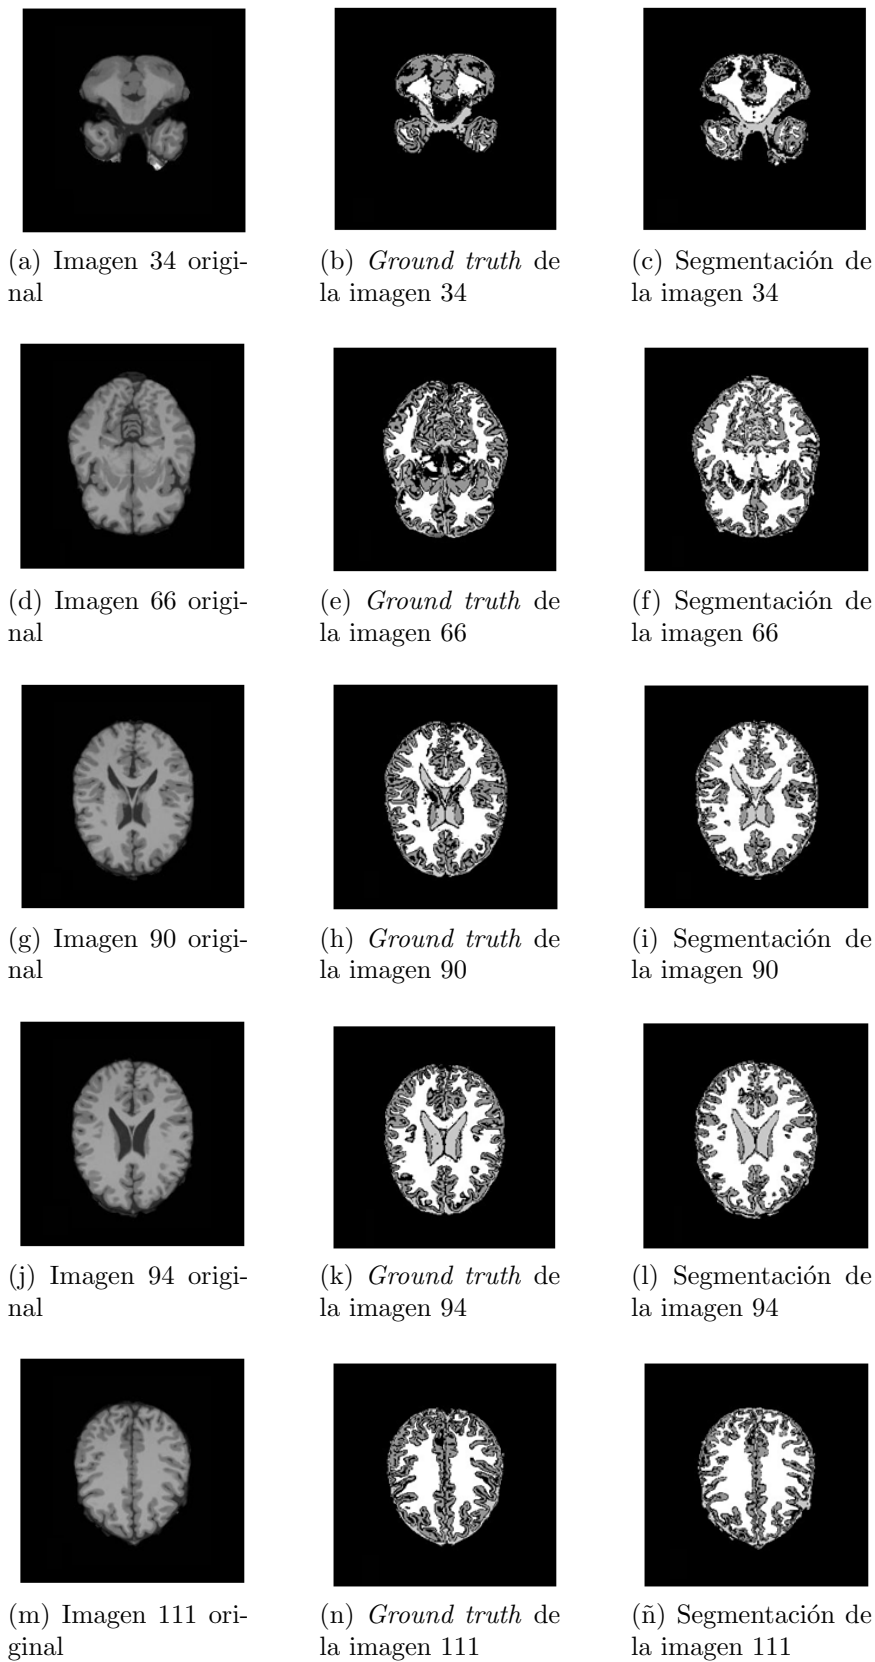 (a) Imagen 34 origi-
nal
(b) Ground truth de
la imagen 34
(c) Segmentación de
la imagen 34
(d) Imagen 66 origi-
nal
(e) Ground truth de
la imagen 66
(f) Segmentación de
la imagen 66
(g) Imagen 90 origi-
nal
(h) Ground truth de
la imagen 90
(i) Segmentación de
la imagen 90
(j) Imagen 94 origi-
nal
(k) Ground truth de
la imagen 94
(l) Segmentación de
la imagen 94
(m) Imagen 111 ori-
ginal
(n) Ground truth de
la imagen 111
(ñ) Segmentación de
la imagen 111